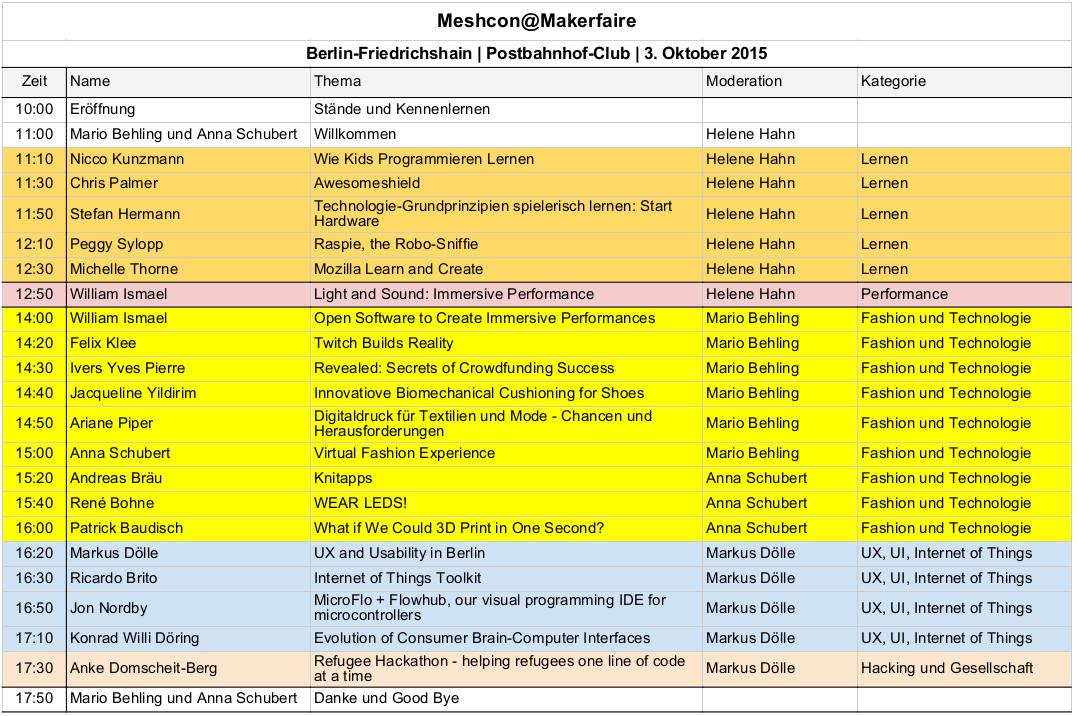 Meshcon@Makerfaire
Berlin-Friedrichshain | Postbahnhof-Club | 3. Oktober 2015
Zeit Name Thema Moderation Kategorie
10:00 Eröffnung Stände und Kennenlernen
11:00 Mario Behling und Anna Schubert Willkommen Helene Hahn
11:10 Nicco Kunzmann Wie Kids Programmieren Lernen Helene Hahn Lernen
11:30 Chris Palmer Awesomeshield Helene Hahn Lernen
11:50 Stefan Hermann Technologie-Grundprinzipien spielerisch lernen: Start Hardware Helene Hahn Lernen
12:10 Peggy Sylopp Raspie, the Robo-Sniffie Helene Hahn Lernen
12:30 Michelle Thorne Mozilla Learn and Create Helene Hahn Lernen
12:50 William Ismael Light and Sound: Immersive Performance Helene Hahn Performance
14:00 William Ismael Open Software to Create Immersive Performances Mario Behling Fashion und Technologie
14:20 Felix Klee Twitch Builds Reality Mario Behling Fashion und Technologie
14:30 Ivers Yves Pierre Revealed: Secrets of Crowdfunding Success Mario Behling Fashion und Technologie
14:40 Jacqueline Yildirim Innovatiove Biomechanical Cushioning for Shoes Mario Behling Fashion und Technologie
14:50 Ariane Piper Digitaldruck für Textilien und Mode - Chancen und Herausforderungen Mario Behling Fashion und Technologie
15:00 Anna Schubert Virtual Fashion Experience Mario Behling Fashion und Technologie
15:20 Andreas Bräu Knitapps Anna Schubert Fashion und Technologie
15:40 René Bohne WEAR LEDS! Anna Schubert Fashion und Technologie
16:00 Patrick Baudisch What if We Could 3D Print in One Second? Anna Schubert Fashion und Technologie
16:20 Markus Dölle UX and Usability in Berlin Markus Dölle UX, UI, Internet of Things
16:30 Ricardo Brito Internet of Things Toolkit Markus Dölle UX, UI, Internet of Things
16:50 Jon Nordby MicroFlo + Flowhub, our visual programming IDE for microcontrollers Markus Dölle UX, UI, Internet of Things
17:10 Konrad Willi Döring Evolution of Consumer Brain-Computer Interfaces Markus Dölle UX, UI, Internet of Things
17:30 Anke Domscheit-Berg Refugee Hackathon - helping refugees one line of code at a time Markus Dölle Hacking und Gesellschaft
17:50 Mario Behling und Anna Schubert Danke und Good Bye